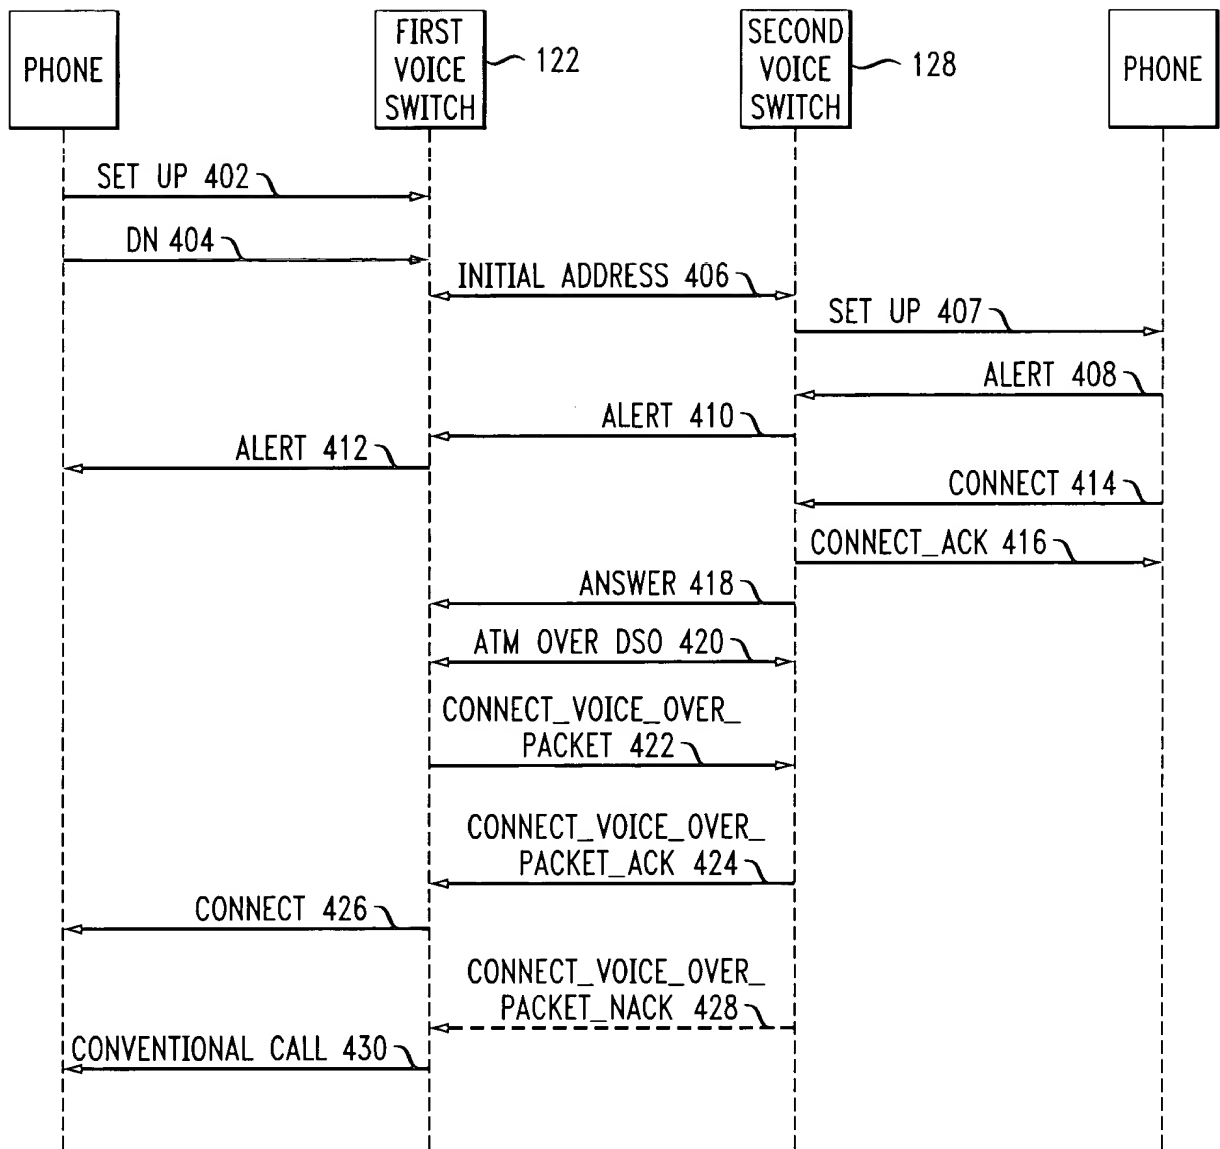 PHONE
FIRST
VOICE
SWITCH
122
SECOND
VOICE
SWITCH
128
PHONE
SET UP 402
DN 404
INITIAL ADDRESS 406
SET UP 407
ALERT 408
ALERT 410
ALERT 412
CONNECT 414
CONNECT_ACK 416
ANSWER 418
ATM OVER DSO 420
CONNECT_VOICE_OVER_
PACKET 422
CONNECT_VOICE_OVER_
PACKET_ACK 424
CONNECT 426
CONNECT_VOICE_OVER_
PACKET_NACK 428
CONVENTIONAL CALL 430